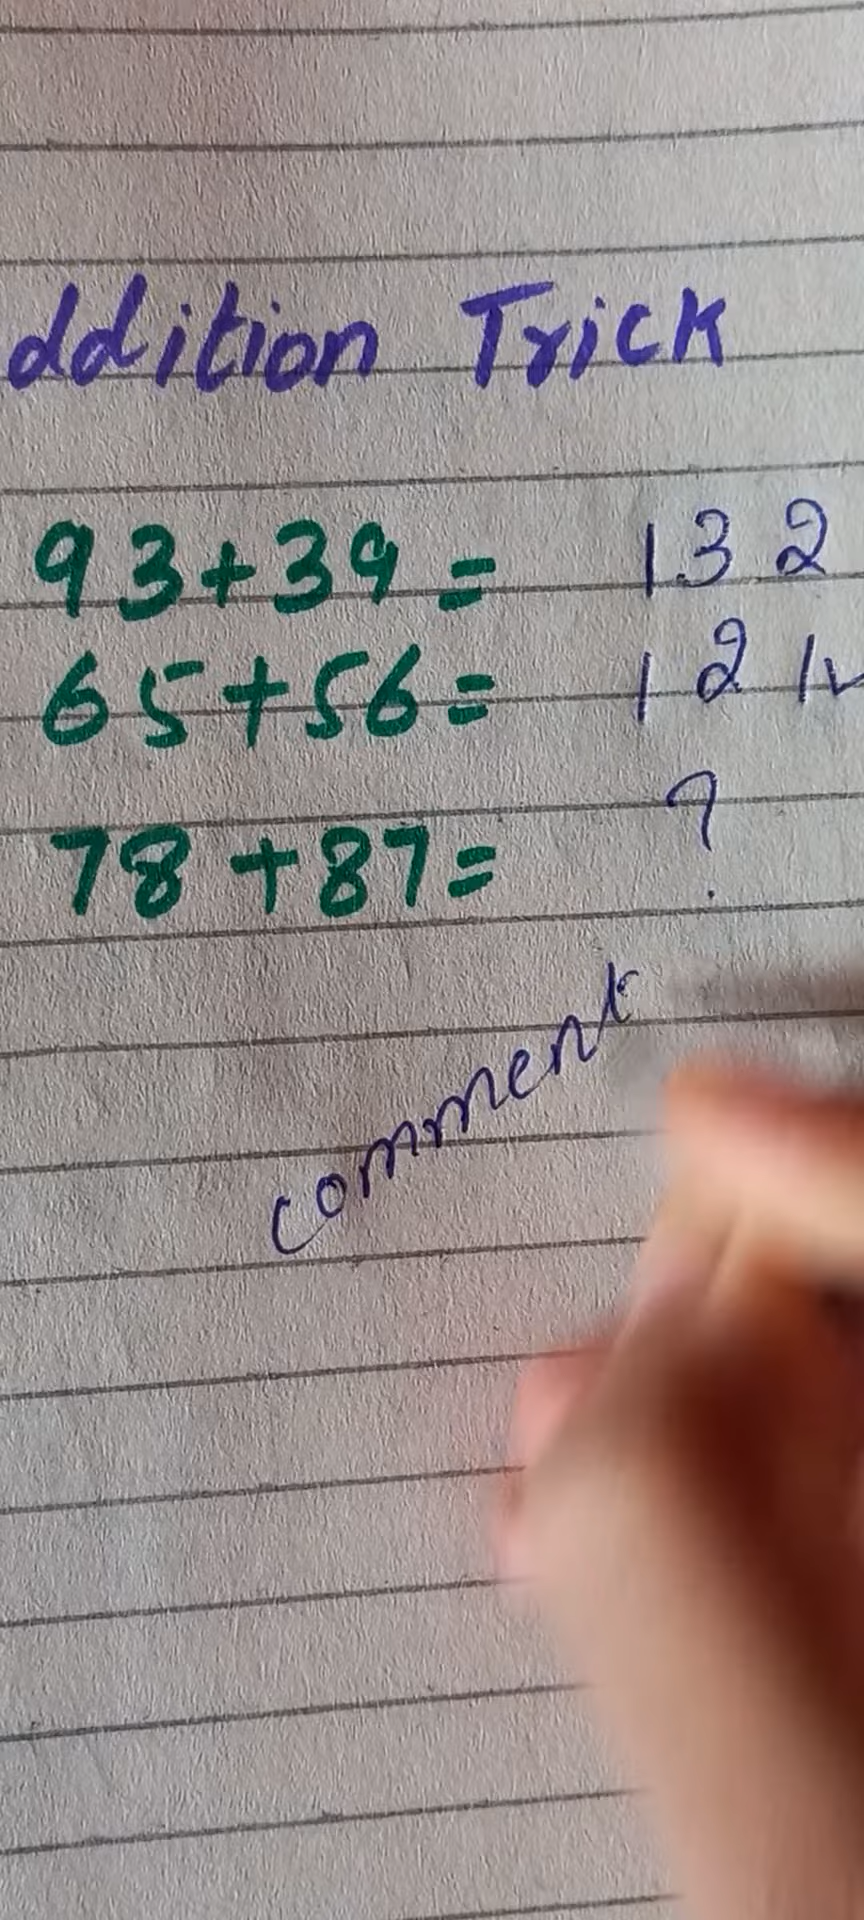 ddition Trick
93+39= 132
65+56= 121
78+87= ?
comment